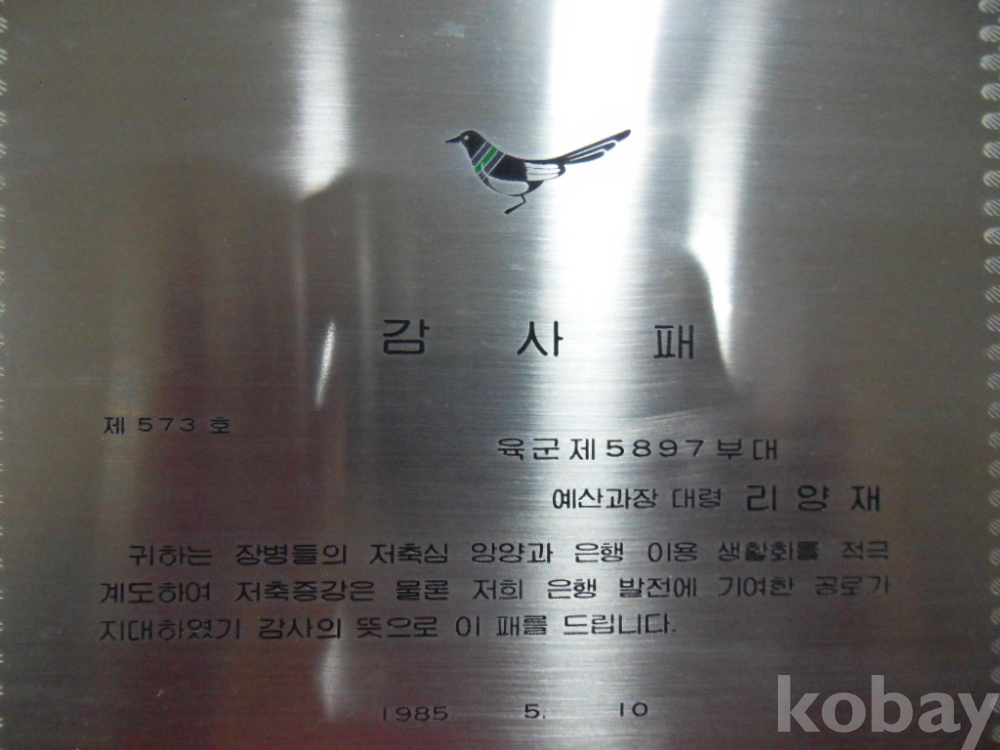 감 사 패
제 573 호
육군 제 5897 부대
예산과장 대령 리 양 재
귀하는 장병들의 저축심 앙양과 은행 이용 생활화를 적극
계도하여 저축증강은 물론 저희 은행 발전에 기여한 공로가
지대하였기 감사의 뜻으로 이 패를 드립니다.
1985 5. 10
kobay